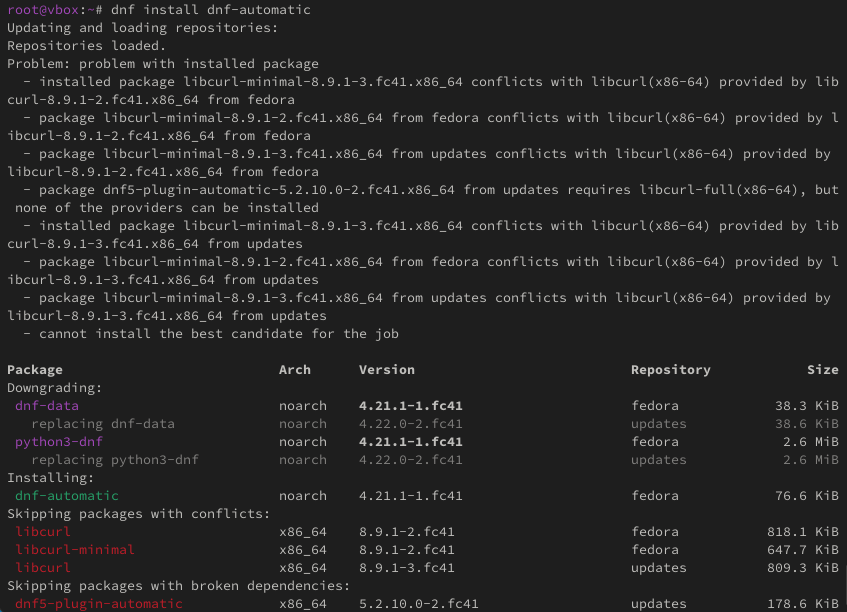 root@vbox:~# dnf install dnf-automatic
Updating and loading repositories:
Repositories loaded.
Problem: problem with installed package
  - installed package libcurl-minimal-8.9.1-3.fc41.x86_64 conflicts with libcurl(x86-64) provided by lib
curl-8.9.1-2.fc41.x86_64 from fedora
  - package libcurl-minimal-8.9.1-2.fc41.x86_64 from fedora conflicts with libcurl(x86-64) provided by l
ibcurl-8.9.1-2.fc41.x86_64 from fedora
  - package libcurl-minimal-8.9.1-3.fc41.x86_64 from updates conflicts with libcurl(x86-64) provided by
libcurl-8.9.1-2.fc41.x86_64 from fedora
  - package dnf5-plugin-automatic-5.2.10.0-2.fc41.x86_64 from updates requires libcurl-full(x86-64), but
 none of the providers can be installed
  - installed package libcurl-minimal-8.9.1-3.fc41.x86_64 conflicts with libcurl(x86-64) provided by lib
curl-8.9.1-3.fc41.x86_64 from updates
  - package libcurl-minimal-8.9.1-2.fc41.x86_64 from fedora conflicts with libcurl(x86-64) provided by l
ibcurl-8.9.1-3.fc41.x86_64 from updates
  - package libcurl-minimal-8.9.1-3.fc41.x86_64 from updates conflicts with libcurl(x86-64) provided by
libcurl-8.9.1-3.fc41.x86_64 from updates
  - cannot install the best candidate for the job
Package Arch Version Repository Size
Downgrading:
 dnf-data noarch 4.21.1-1.fc41 fedora 38.3 KiB
   replacing dnf-data noarch 4.22.0-2.fc41 updates 38.6 KiB
 python3-dnf noarch 4.21.1-1.fc41 fedora 2.6 MiB
   replacing python3-dnf noarch 4.22.0-2.fc41 updates 2.6 MiB
Installing:
 dnf-automatic noarch 4.21.1-1.fc41 fedora 76.6 KiB
Skipping packages with conflicts:
 libcurl x86_64 8.9.1-2.fc41 fedora 818.1 KiB
 libcurl-minimal x86_64 8.9.1-2.fc41 fedora 647.7 KiB
 libcurl x86_64 8.9.1-3.fc41 updates 809.3 KiB
Skipping packages with broken dependencies:
 dnf5-plugin-automatic x86_64 5.2.10.0-2.fc41 updates 178.6 KiB